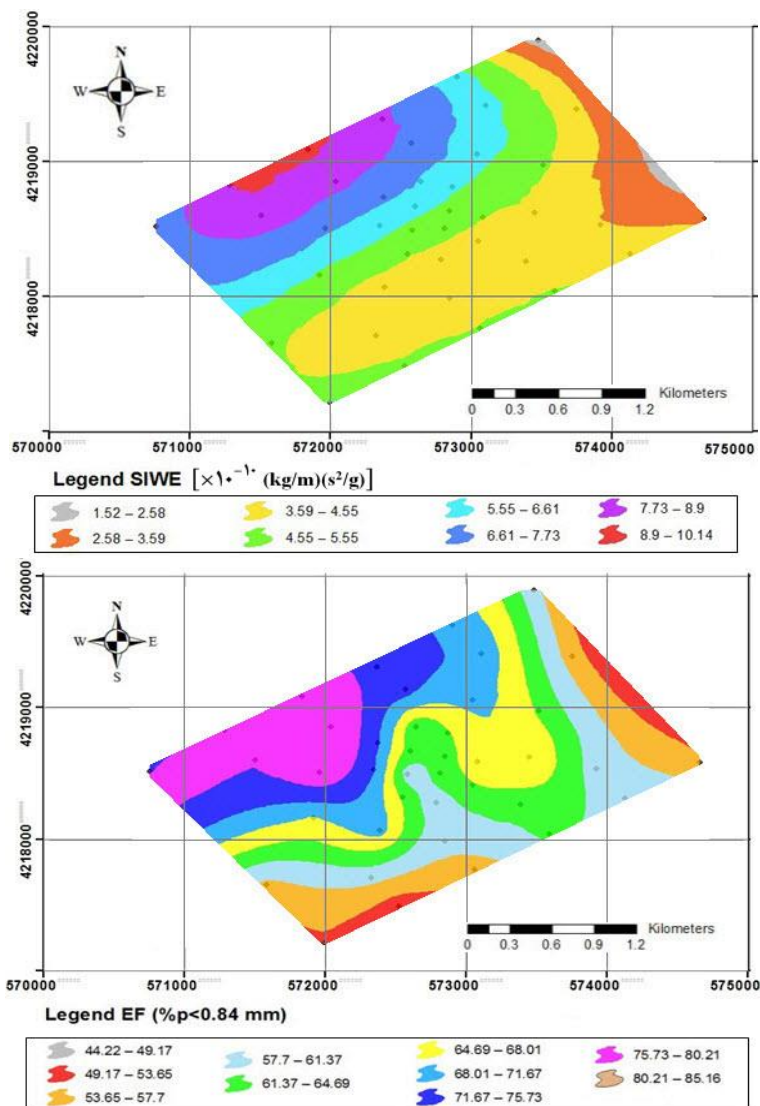 4220000
4219000
4218000
N
W E
S
Kilometers
0 0.3 0.6 0.9 1.2
570000 571000 572000 573000 574000 575000
Legend SIWE [×۱۰⁻¹⁰ (kg/m)(s²/g)]
1.52 – 2.58 3.59 – 4.55 5.55 – 6.61 7.73 – 8.9
2.58 – 3.59 4.55 – 5.55 6.61 – 7.73 8.9 – 10.14
4220000
4219000
4218000
N
W E
S
Kilometers
0 0.3 0.6 0.9 1.2
570000 571000 572000 573000 574000 575000
Legend EF (%p<0.84 mm)
44.22 – 49.17 57.7 – 61.37 64.69 – 68.01 75.73 – 80.21
49.17 – 53.65 61.37 – 64.69 68.01 – 71.67 80.21 – 85.16
53.65 – 57.7 71.67 – 75.73